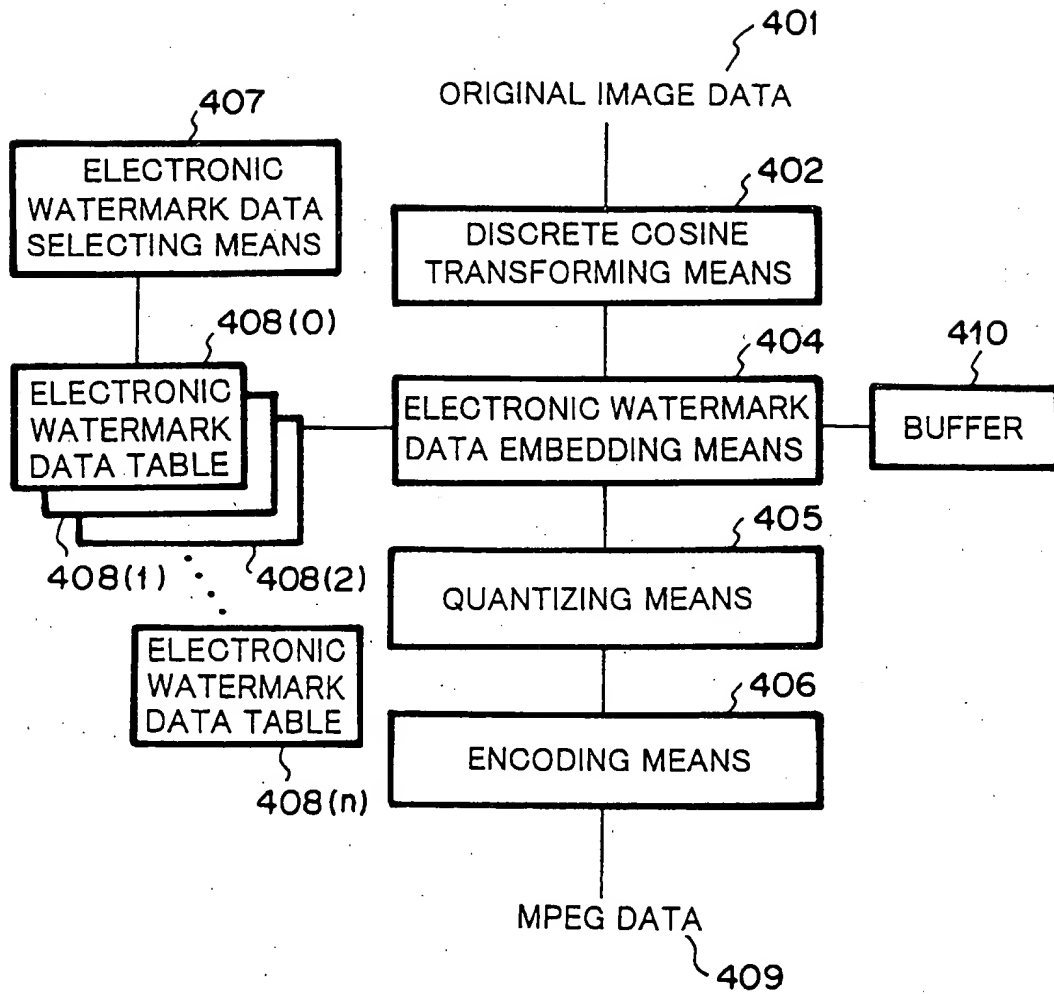 401
ORIGINAL IMAGE DATA
407
ELECTRONIC
WATERMARK DATA
SELECTING MEANS
402
DISCRETE COSINE
TRANSFORMING MEANS
408(0)
ELECTRONIC
WATERMARK
DATA TABLE
404
ELECTRONIC WATERMARK
DATA EMBEDDING MEANS
410
BUFFER
408(1)
408(2)
405
QUANTIZING MEANS
ELECTRONIC
WATERMARK
DATA TABLE
408(n)
406
ENCODING MEANS
MPEG DATA
409